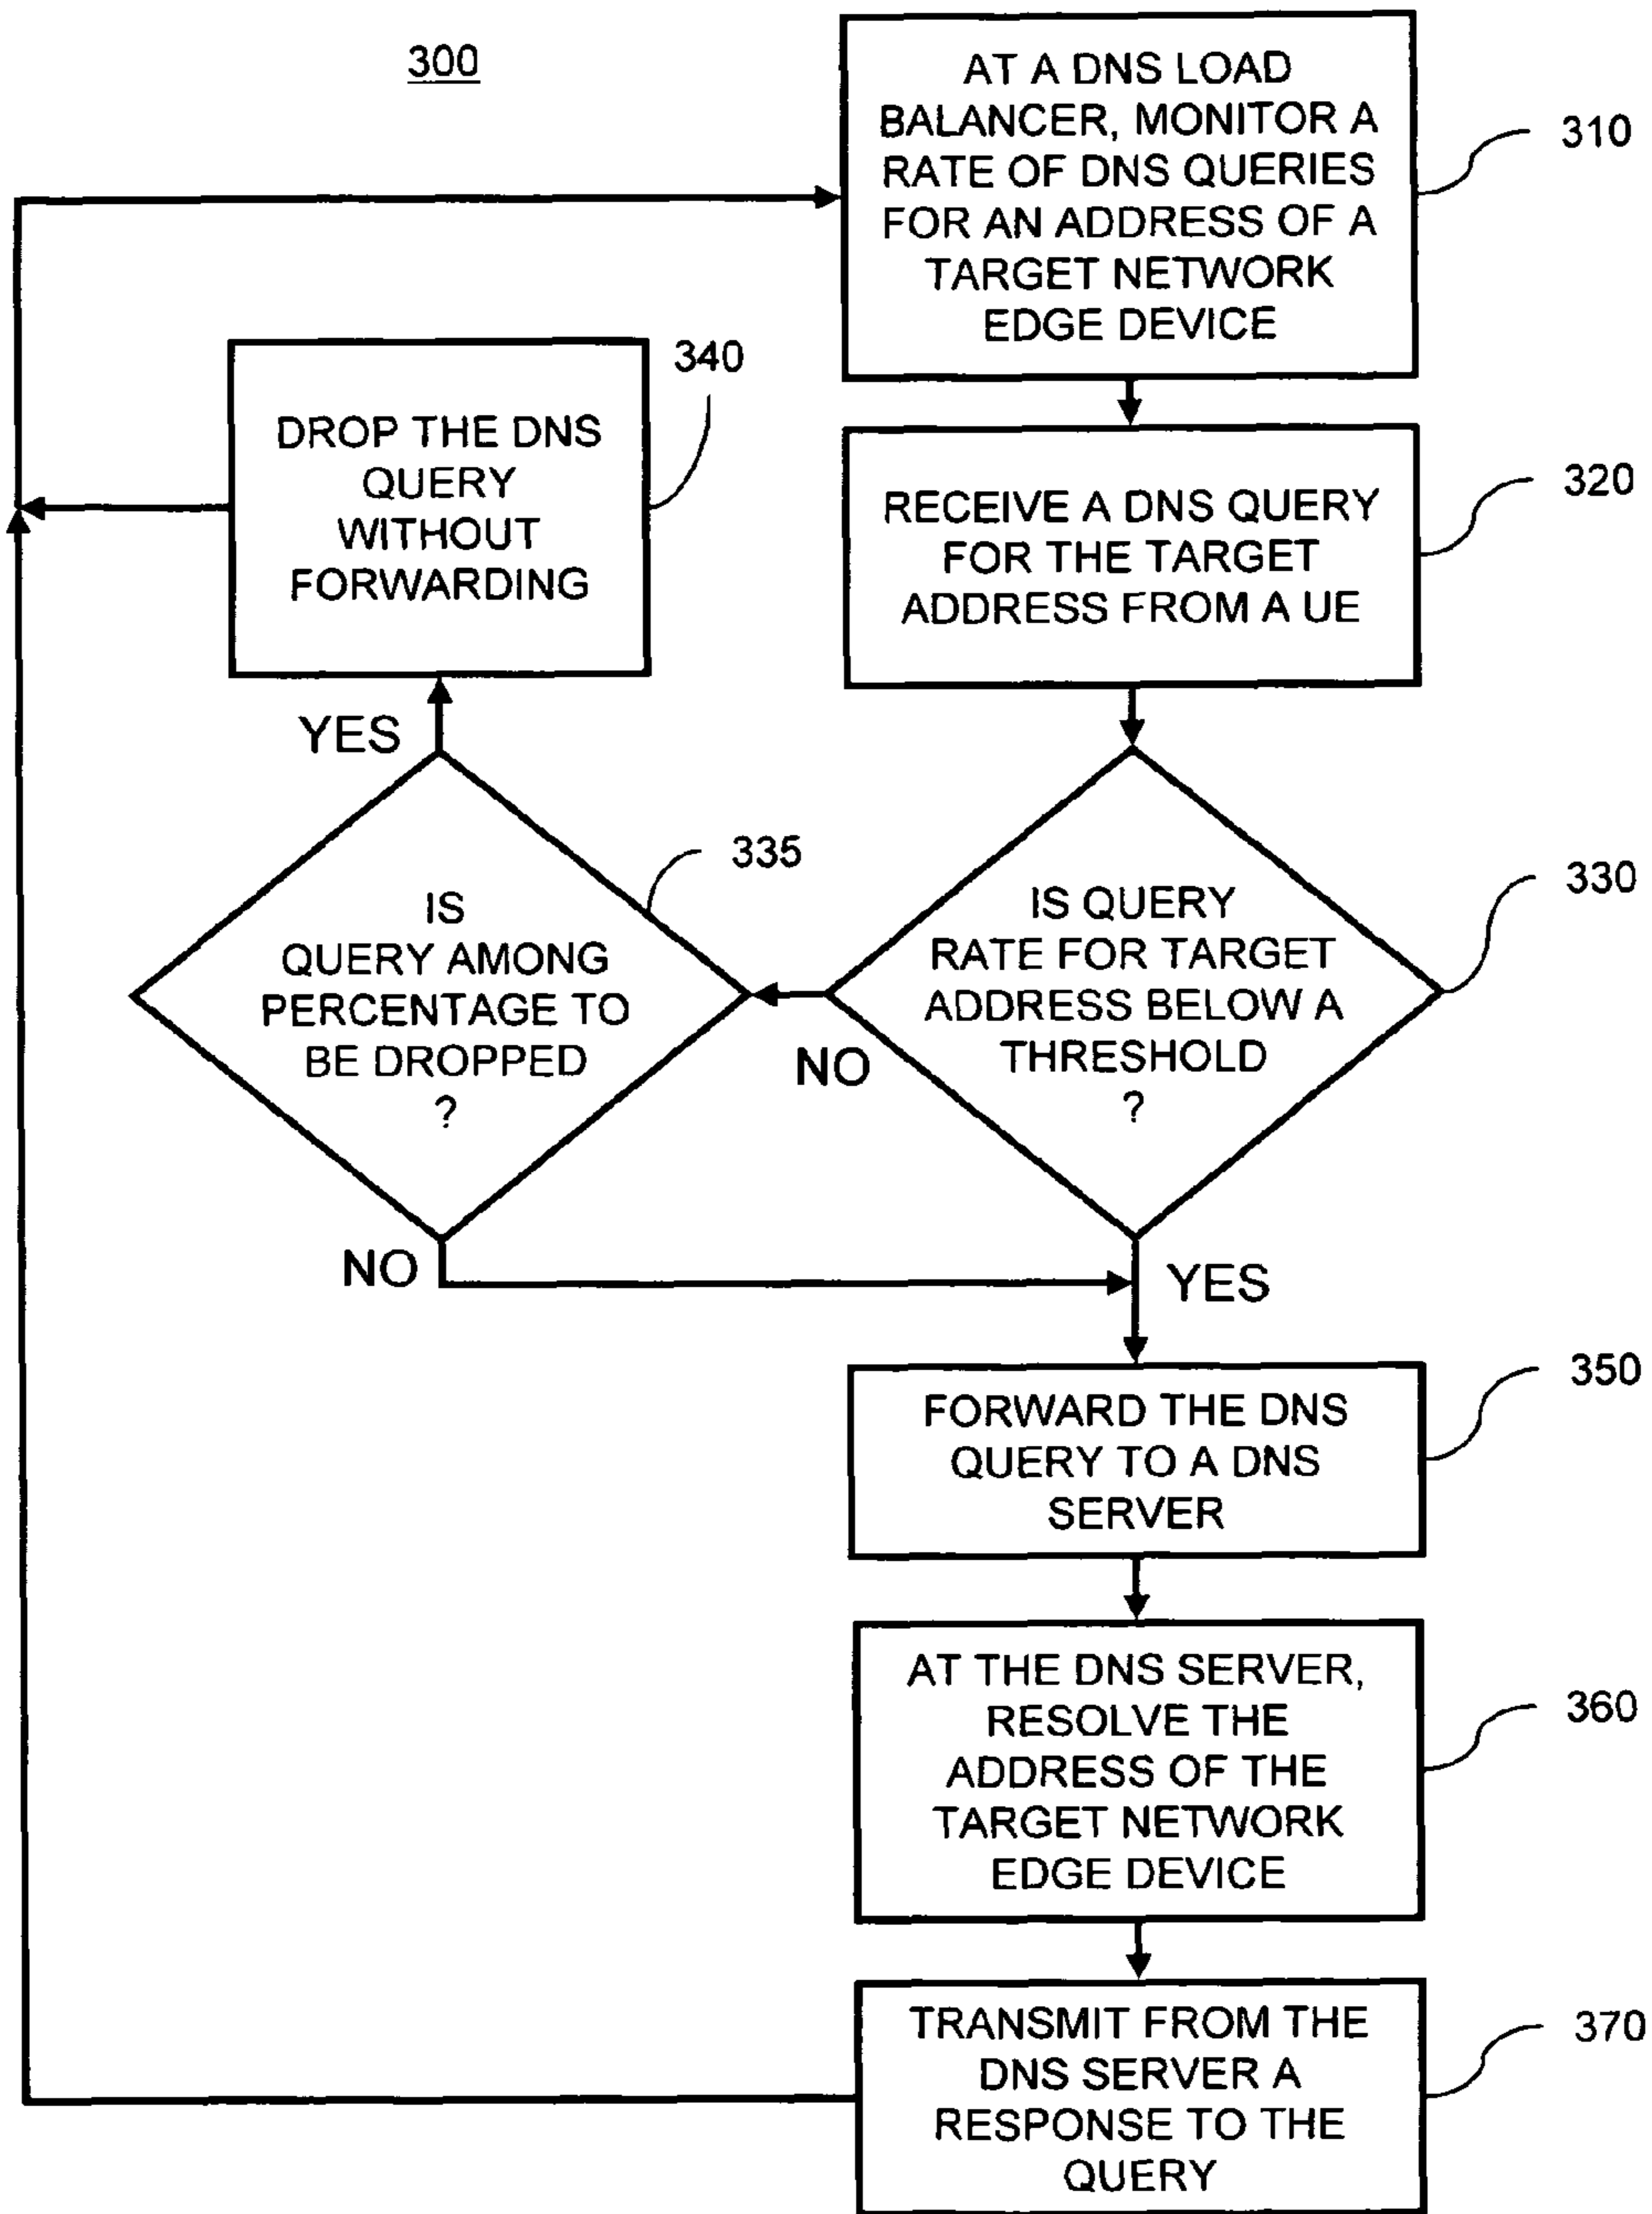 300
AT A DNS LOAD
BALANCER, MONITOR A
RATE OF DNS QUERIES
FOR AN ADDRESS OF A
TARGET NETWORK
EDGE DEVICE
310
RECEIVE A DNS QUERY
FOR THE TARGET
ADDRESS FROM A UE
320
IS QUERY
RATE FOR TARGET
ADDRESS BELOW A
THRESHOLD
?
330
NO
YES
IS
QUERY AMONG
PERCENTAGE TO
BE DROPPED
?
335
YES
NO
DROP THE DNS
QUERY
WITHOUT
FORWARDING
340
FORWARD THE DNS
QUERY TO A DNS
SERVER
350
AT THE DNS SERVER,
RESOLVE THE
ADDRESS OF THE
TARGET NETWORK
EDGE DEVICE
360
TRANSMIT FROM THE
DNS SERVER A
RESPONSE TO THE
QUERY
370